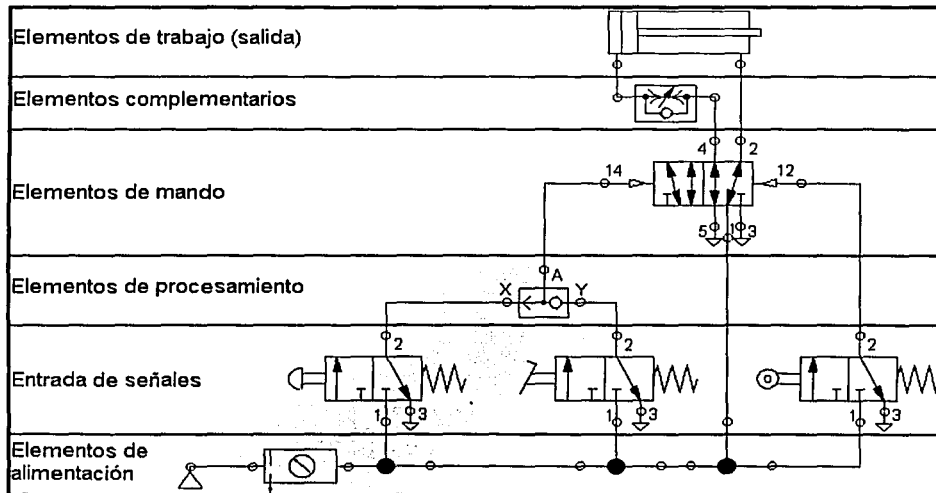 Elementos de trabajo (salida)
Elementos complementarios
4 2
Elementos de mando
14 12
5 1 3
A
Elementos de procesamiento
X Y
2 2 2
Entrada de señales
1 3 1 3 1 3
Elementos de
alimentación